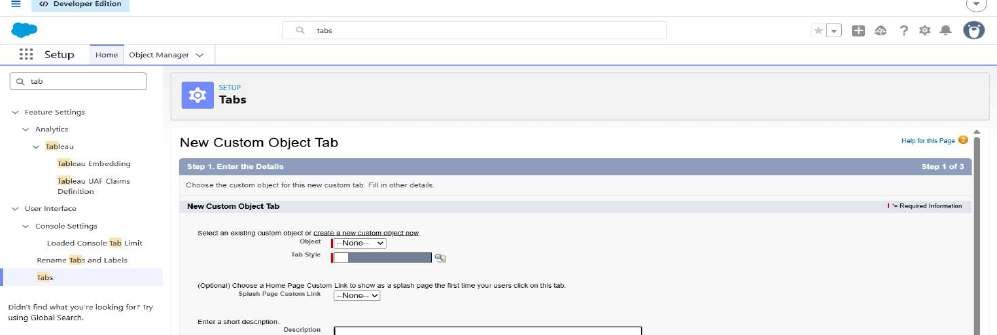 </> Developer Edition
tabs
Setup
Home
Object Manager
tab
SETUP
Tabs
Feature Settings
Analytics
Tableau
Tableau Embedding
Tableau UAF Claims
Definition
User Interface
Console Settings
Loaded Console Tab Limit
Rename Tabs and Labels
Tabs
Didn't find what you're looking for? Try
using Global Search.
New Custom Object Tab
Help for this Page
Step 1. Enter the Details
Step 1 of 3
Choose the custom object for this new custom tab. Fill in other details.
New Custom Object Tab
= Required Information
Select an existing custom object or create a new custom object now.
Object --None--
Tab Style
(Optional) Choose a Home Page Custom Link to show as a splash page the first time your users click on this tab.
Splash Page Custom Link --None--
Enter a short description.
Description